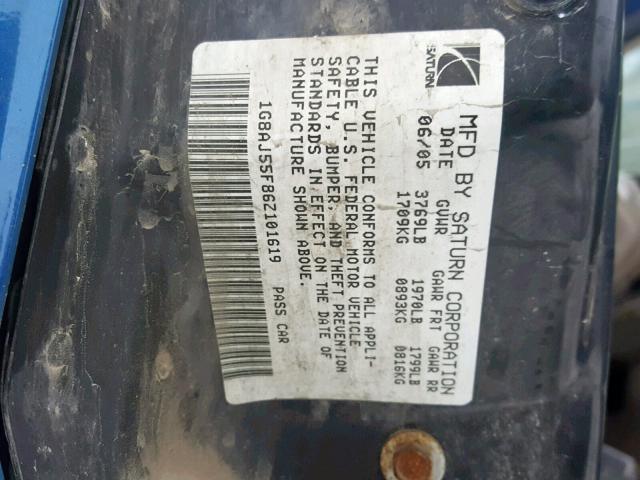 SATURN
MFD BY SATURN CORPORATION
DATE GVWR GAWR FRT GAWR RR
06/05 3769LB 1970LB 1799LB
1709KG 0893KG 0816KG
THIS VEHICLE CONFORMS TO ALL APPLI-
CABLE U.S. FEDERAL MOTOR VEHICLE
SAFETY, BUMPER, AND THEFT PREVENTION
STANDARDS IN EFFECT ON THE DATE OF
MANUFACTURE SHOWN ABOVE.
1G8AJ55F86Z101619 PASS CAR